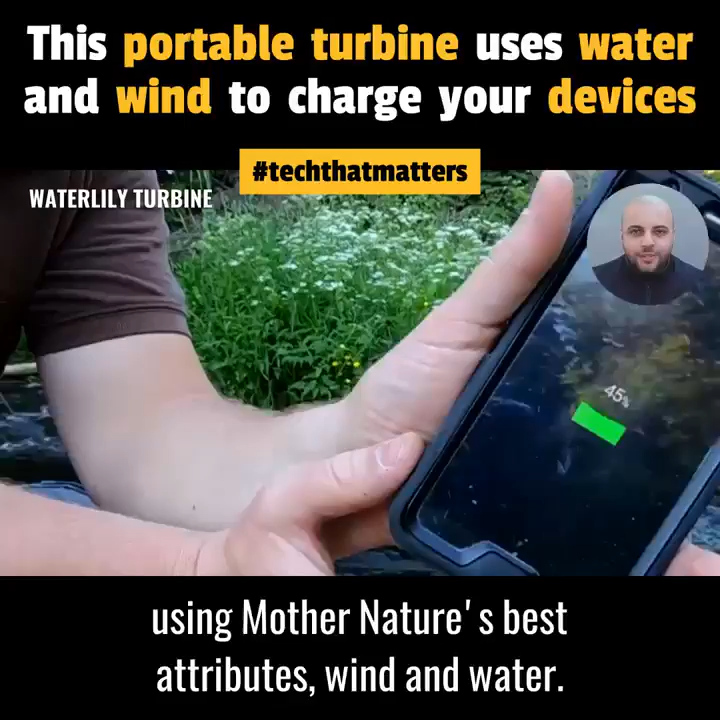 This portable turbine uses water
and wind to charge your devices
#techthatmatters
WATERLILY TURBINE
45%
using Mother Nature's best
attributes, wind and water.